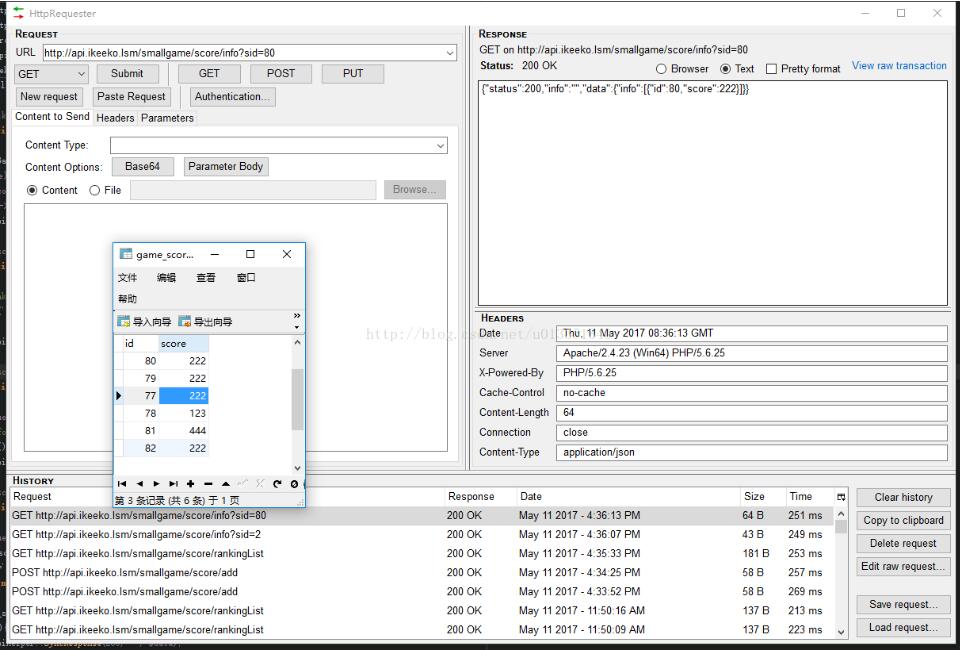 HttpRequester
REQUEST
URL http://api.ikeeko.lsm/smallgame/score/info?sid=80
GET Submit GET POST PUT
New request Paste Request Authentication...
Content to Send Headers Parameters
Content Type:
Content Options: Base64 Parameter Body
Content File Browse...
game_scor...
文件 编辑 查看 窗口
帮助
导入向导 导出向导 »
id score
80 222
79 222
77 222
78 123
81 444
82 222
第 3 条记录 (共 6 条) 于 1 页
RESPONSE
GET on http://api.ikeeko.lsm/smallgame/score/info?sid=80
Status: 200 OK Browser Text Pretty format View raw transaction
{"status":200,"info":"","data":{"info":[{"id":80,"score":222}]}}
HEADERS
Date Thu, 11 May 2017 08:36:13 GMT
Server Apache/2.4.23 (Win64) PHP/5.6.25
X-Powered-By PHP/5.6.25
Cache-Control no-cache
Content-Length 64
Connection close
Content-Type application/json
HISTORY
Request Response Date Size Time
GET http://api.ikeeko.lsm/smallgame/score/info?sid=80 200 OK May 11 2017 - 4:36:13 PM 64 B 251 ms
GET http://api.ikeeko.lsm/smallgame/score/info?sid=2 200 OK May 11 2017 - 4:36:07 PM 43 B 249 ms
GET http://api.ikeeko.lsm/smallgame/score/rankingList 200 OK May 11 2017 - 4:35:33 PM 181 B 253 ms
POST http://api.ikeeko.lsm/smallgame/score/add 200 OK May 11 2017 - 4:34:25 PM 58 B 257 ms
POST http://api.ikeeko.lsm/smallgame/score/add 200 OK May 11 2017 - 4:33:52 PM 58 B 269 ms
GET http://api.ikeeko.lsm/smallgame/score/rankingList 200 OK May 11 2017 - 11:50:16 AM 137 B 213 ms
GET http://api.ikeeko.lsm/smallgame/score/rankingList 200 OK May 11 2017 - 11:50:09 AM 137 B 223 ms
Clear history
Copy to clipboard
Delete request
Edit raw request...
Save request...
Load request...